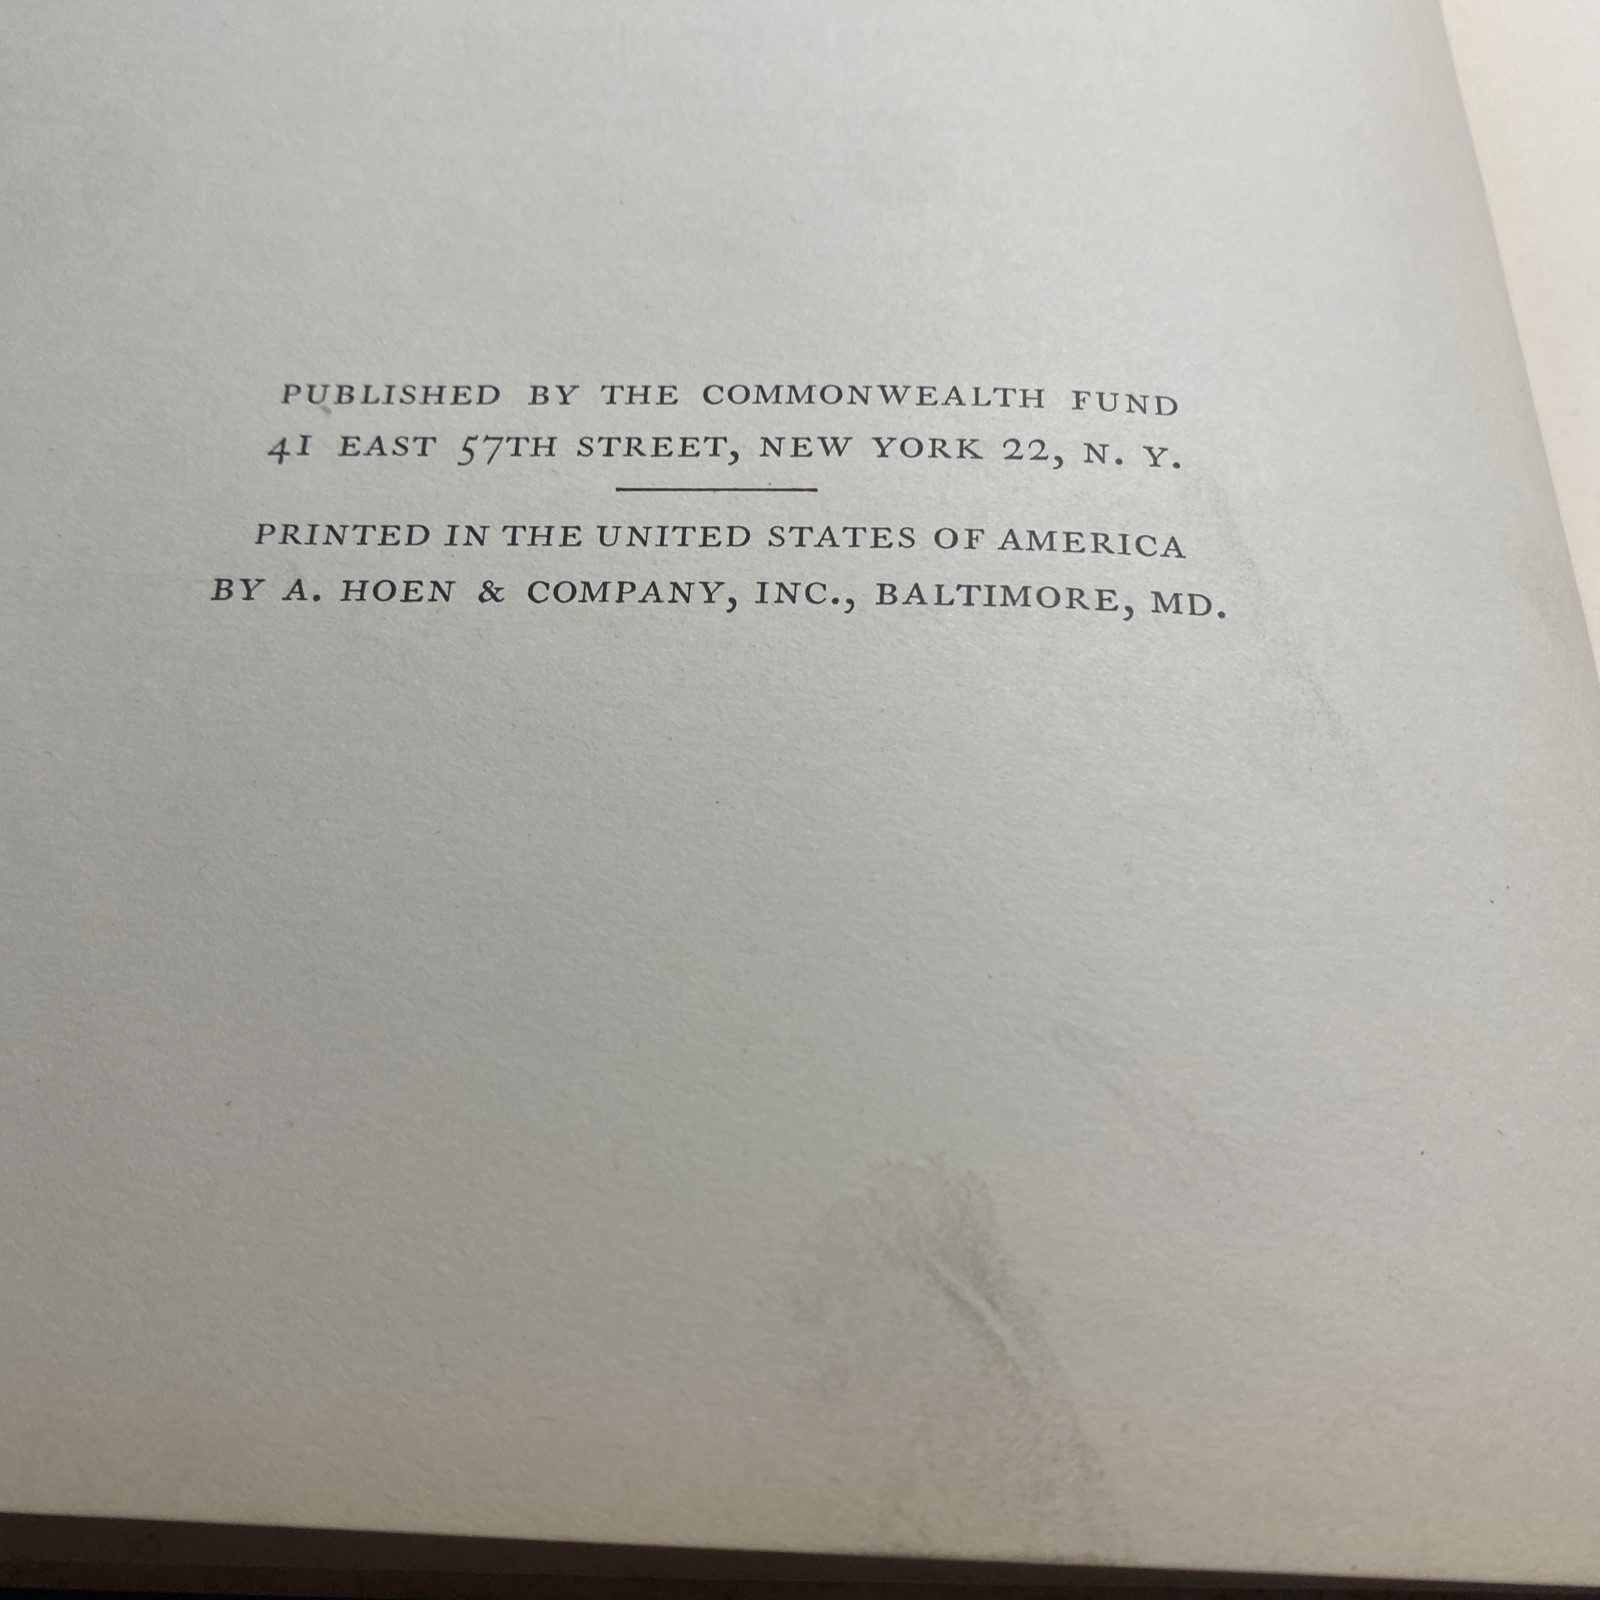 PUBLISHED BY THE COMMONWEALTH FUND
41 EAST 57TH STREET, NEW YORK 22, N. Y.
PRINTED IN THE UNITED STATES OF AMERICA
BY A. HOEN & COMPANY, INC., BALTIMORE, MD.